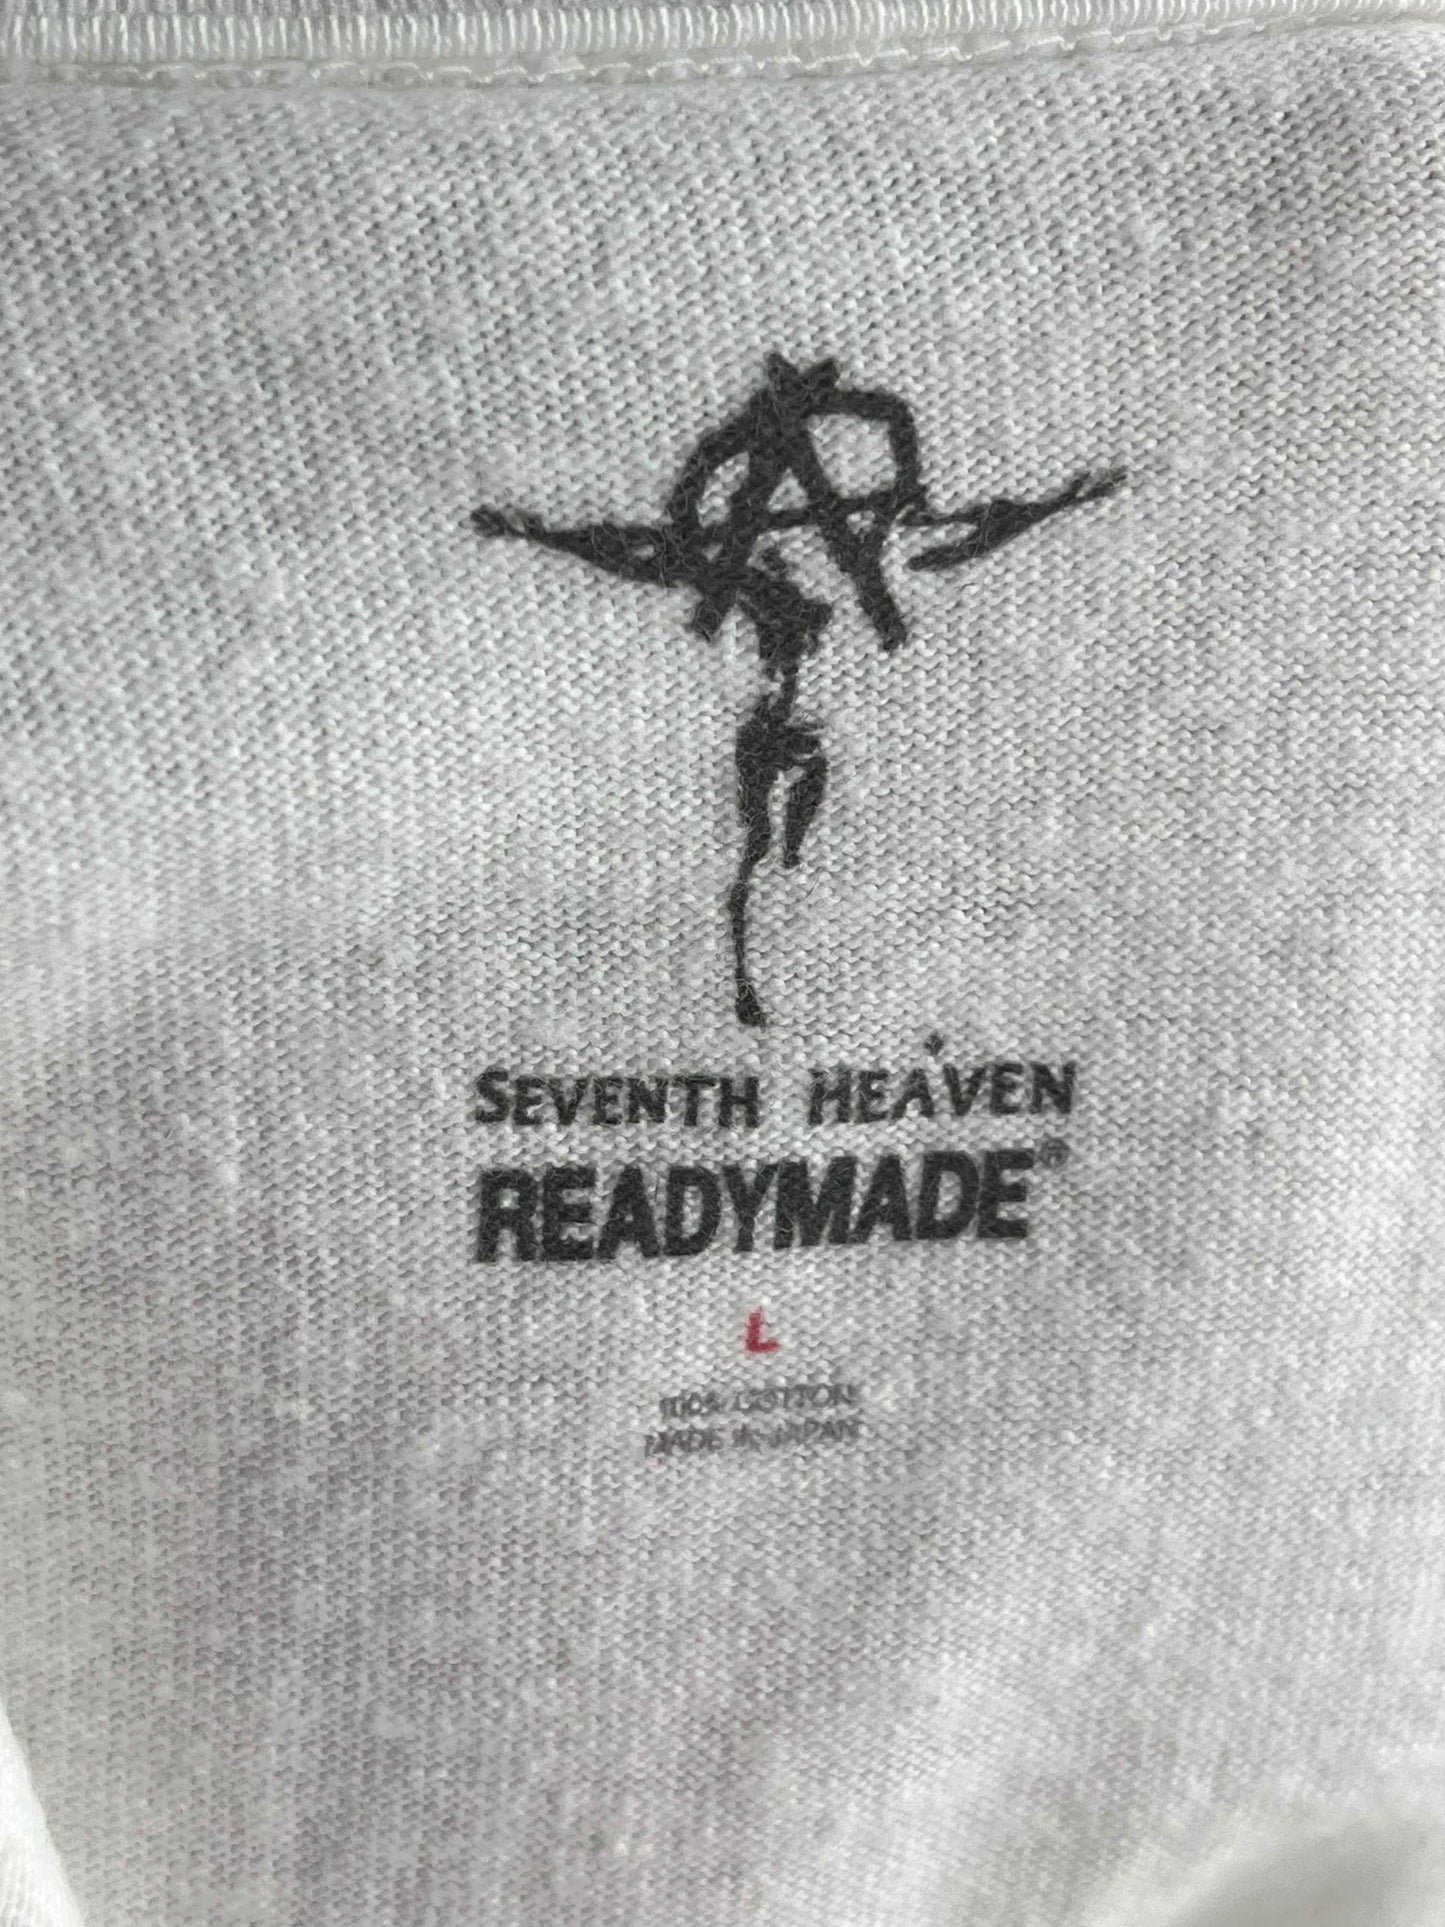 SEVENTH HEAVEN
READYMADE®
L
100% COTTON
MADE IN JAPAN